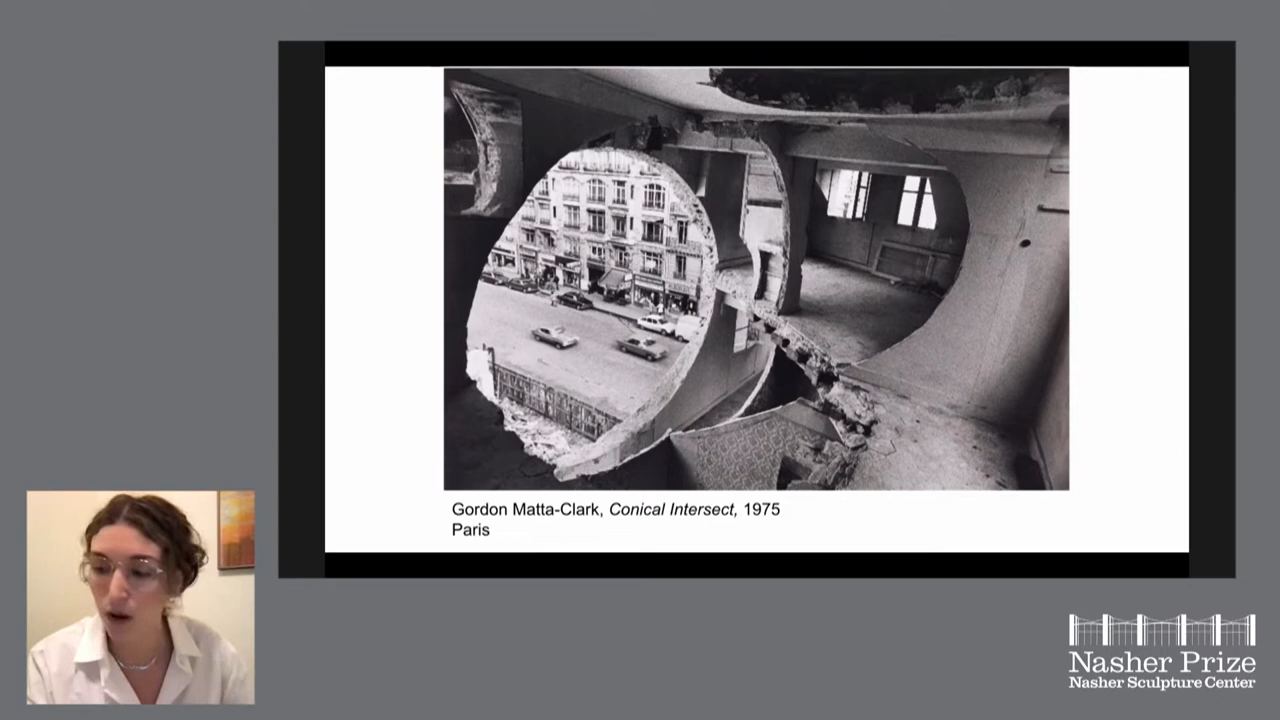 Gordon Matta-Clark, Conical Intersect, 1975
Paris
Nasher Prize
Nasher Sculpture Center